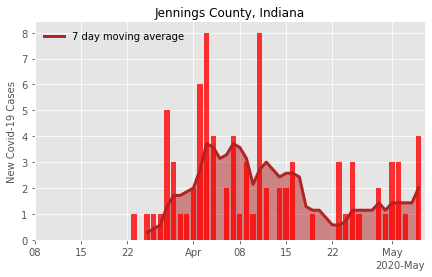 Jennings County, Indiana
7 day moving average
New Covid-19 Cases
8
7
6
5
4
3
2
1
0
08 15 22 Apr 08 15 22 May
2020-May